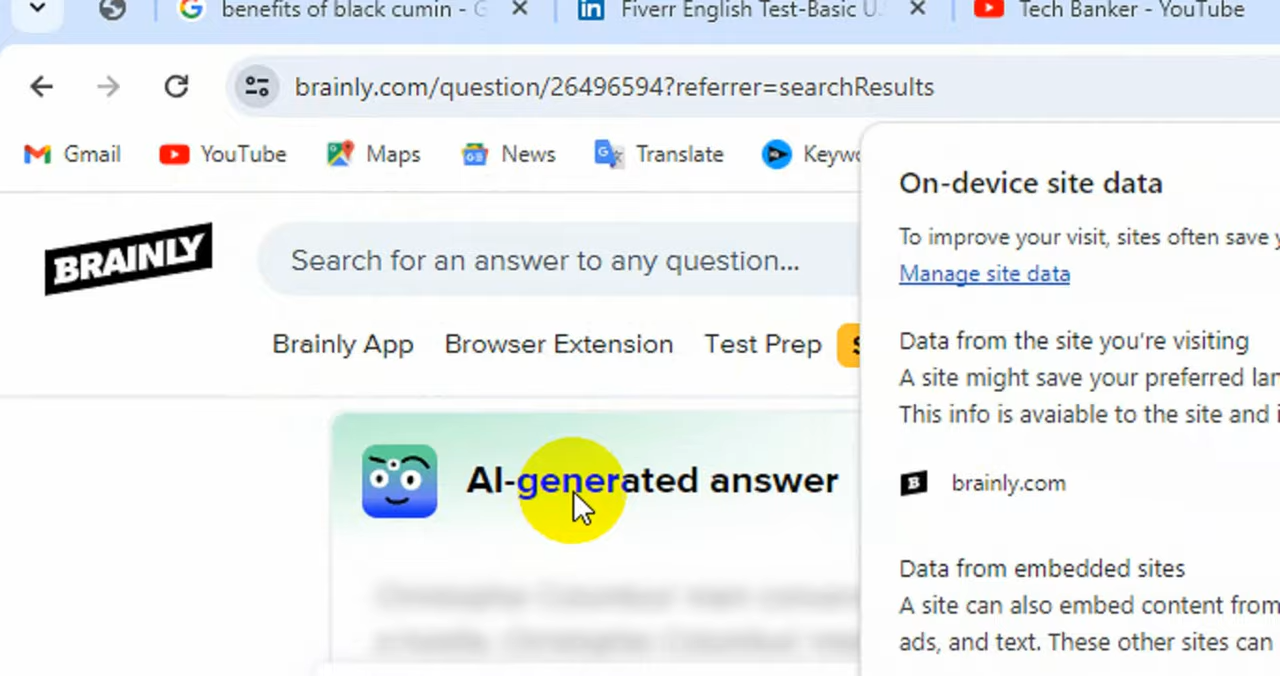 benefits of black cumin - G
Fiverr English Test-Basic U.
Tech Banker - YouTube
brainly.com/question/26496594?referrer=searchResults
Gmail
YouTube
Maps
News
Translate
Keywo
On-device site data
To improve your visit, sites often save y
Manage site data
BRAINLY
Search for an answer to any question...
Brainly App
Browser Extension
Test Prep
Data from the site you're visiting
A site might save your preferred lan
This info is avaiable to the site and i
AI-generated answer
brainly.com
Data from embedded sites
A site can also embed content from
ads, and text. These other sites can